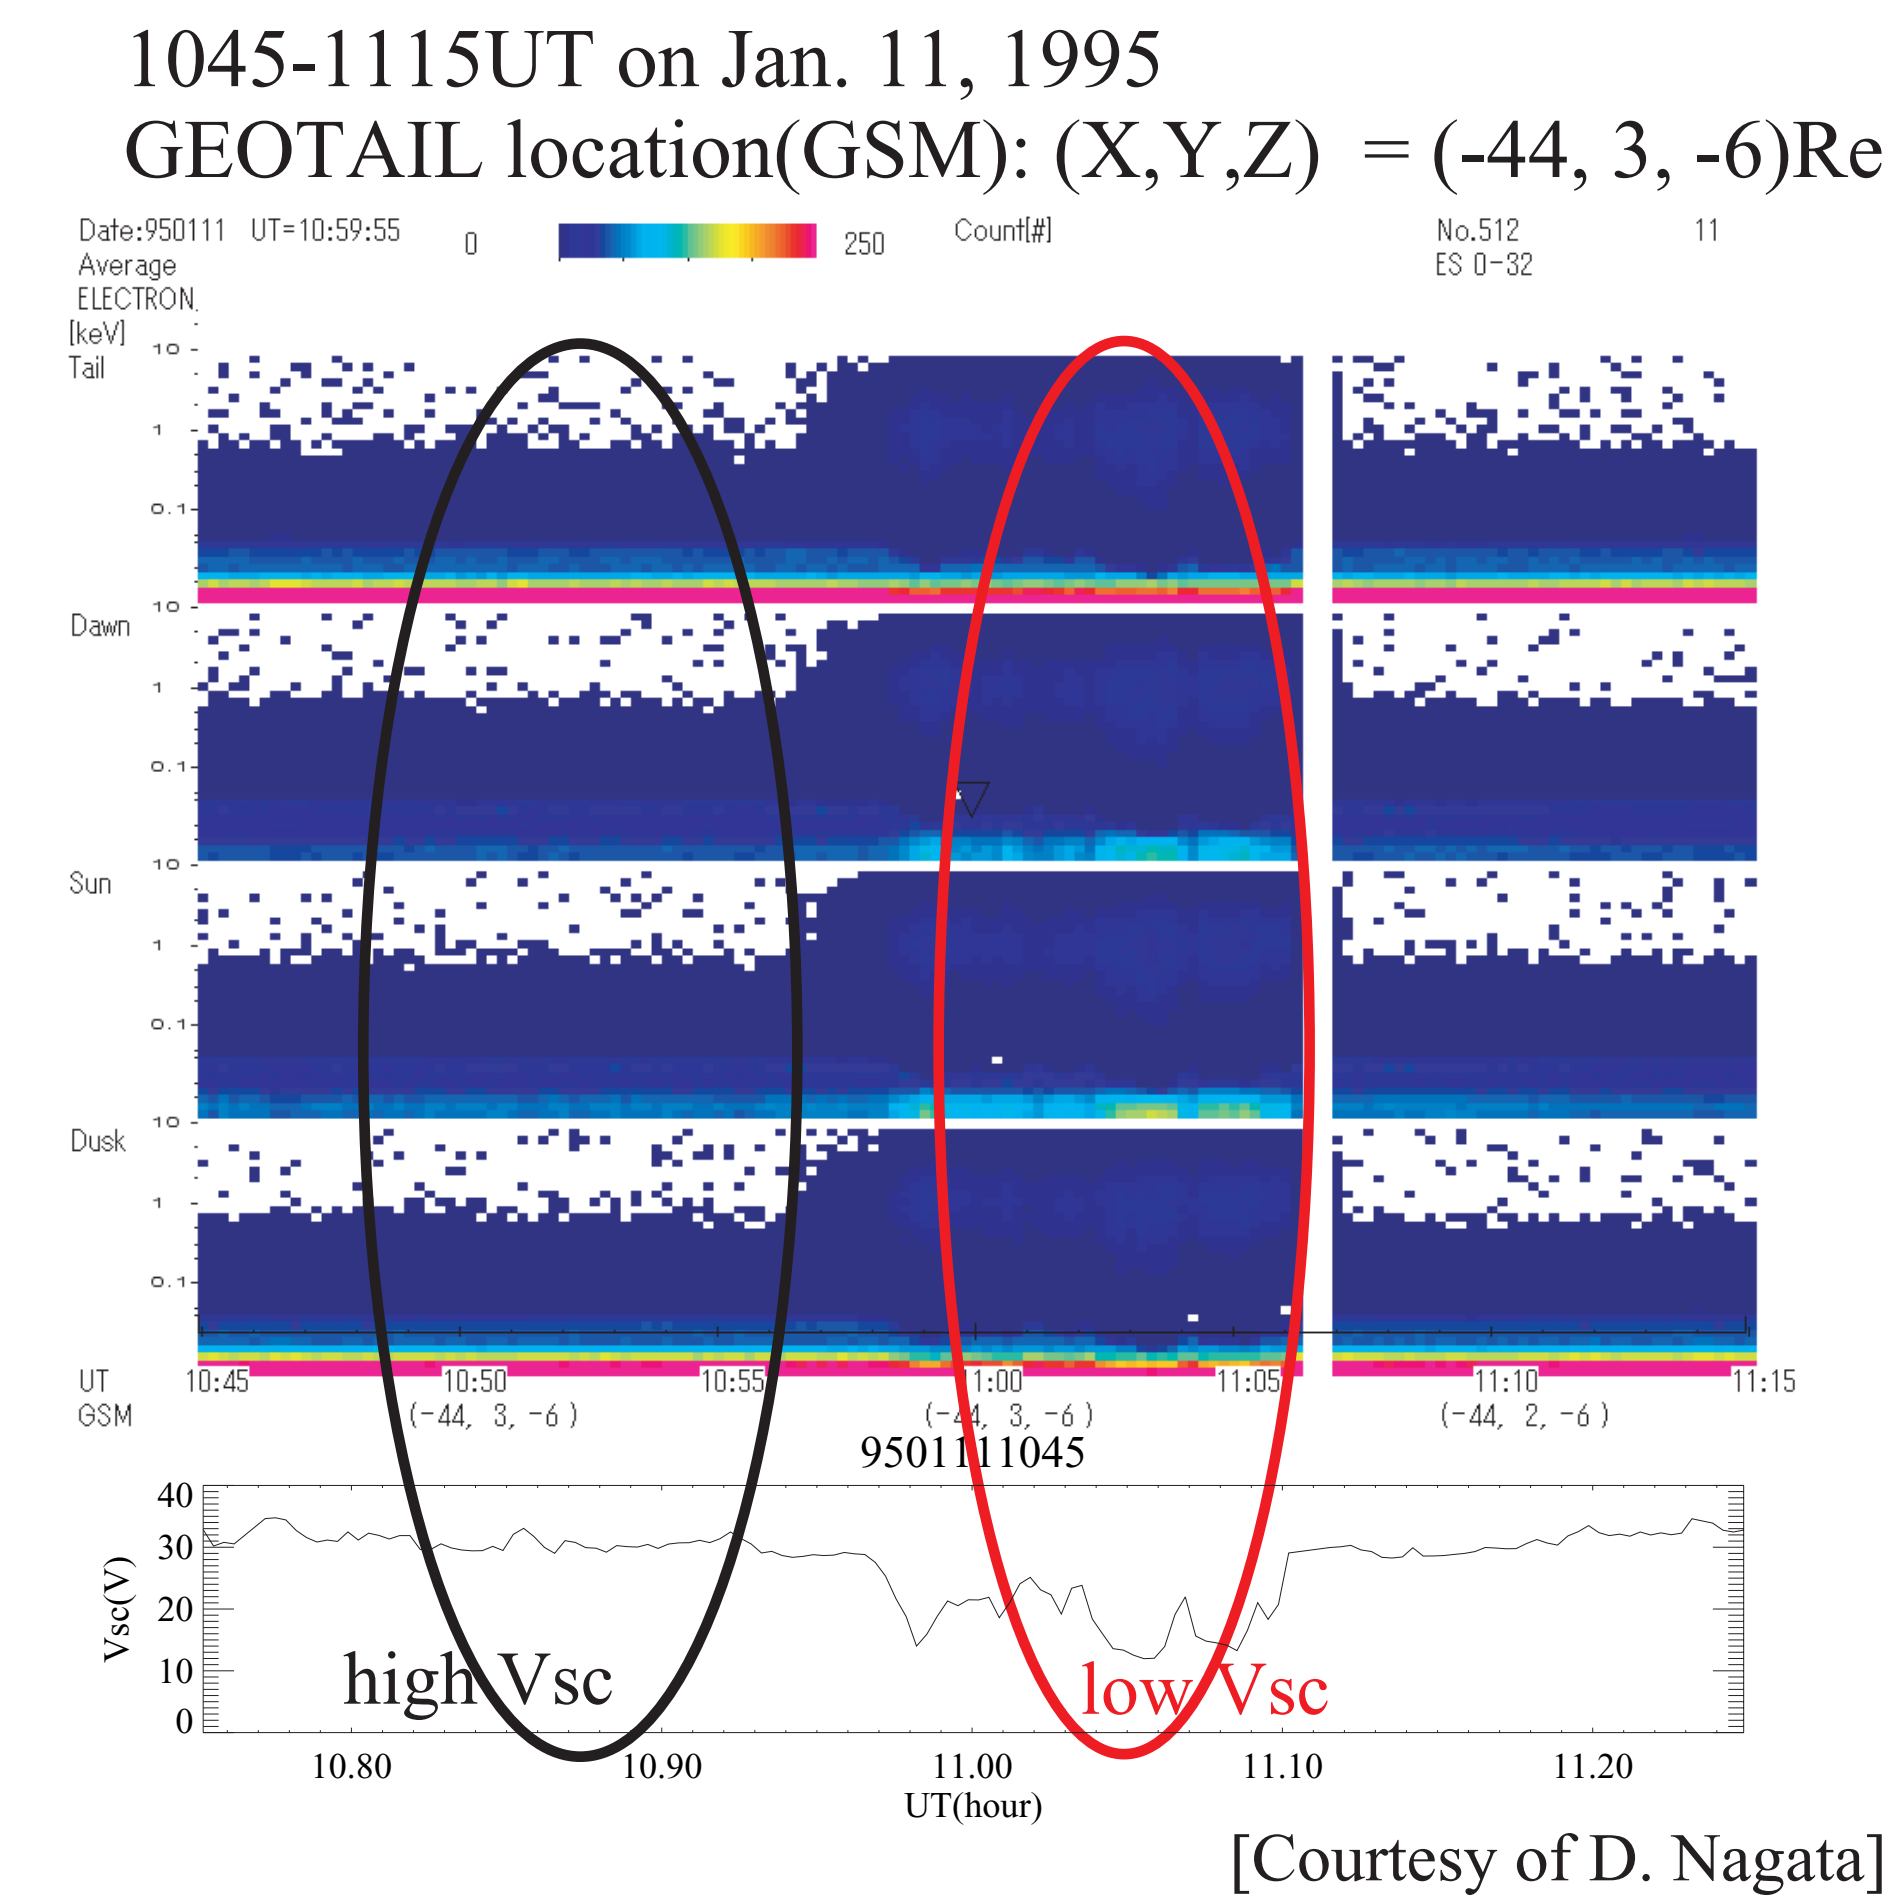 1045-1115UT on Jan. 11, 1995
GEOTAIL location(GSM): (X,Y,Z) = (-44, 3, -6)Re
Date:950111 UT=10:59:55 0 250 Count[#] No.512 11
Average ES 0-32
ELECTRON
[keV]
Tail
10
1
0.1
Dawn
10
1
0.1
Sun
10
1
0.1
Dusk
10
1
0.1
UT 10:45 10:50 10:55 11:00 11:05 11:10 11:15
GSM (-44, 3, -6 ) (-44, 3, -6 ) (-44, 2, -6 )
9501111045
Vsc(V)
40
30
20
10
0
high Vsc low Vsc
10.80 10.90 11.00 11.10 11.20
UT(hour)
[Courtesy of D. Nagata]